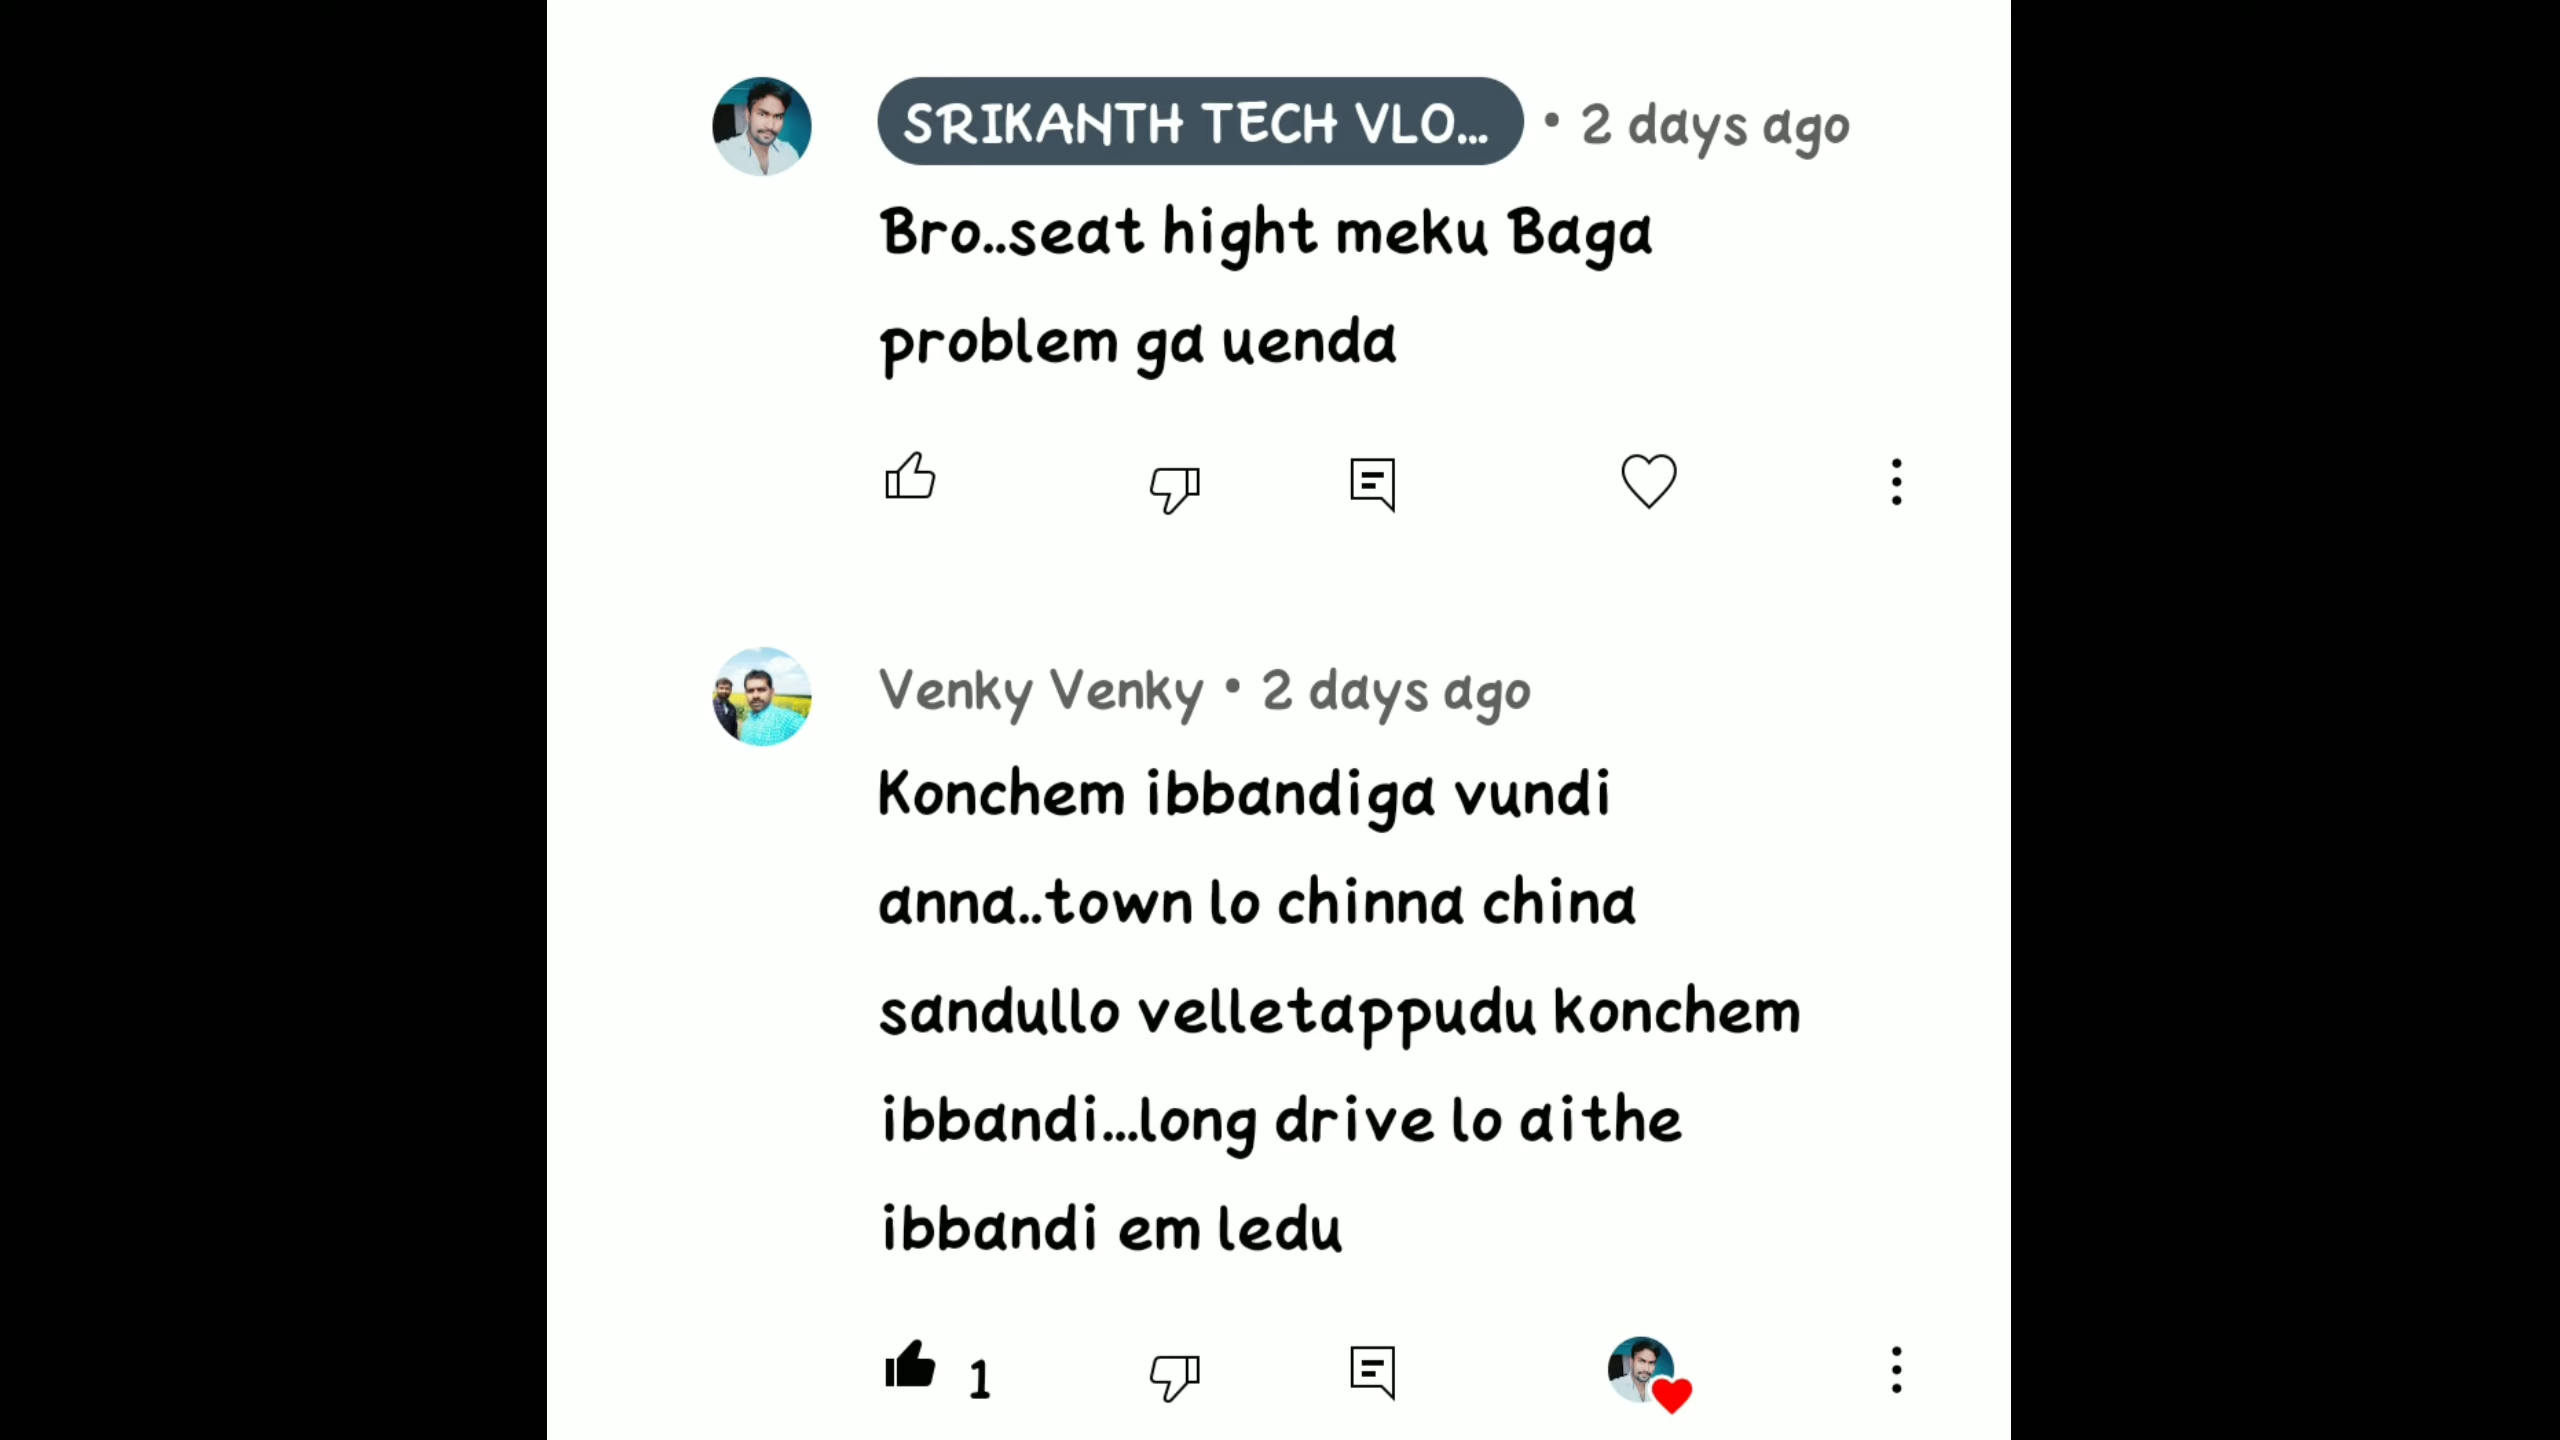 SRIKANTH TECH VLO... • 2 days ago
Bro..seat hight meku Baga
problem ga uenda
Venky Venky • 2 days ago
Konchem ibbandiga vundi
anna..town lo chinna china
sandullo velletappudu konchem
ibbandi...long drive lo aithe
ibbandi em ledu
1